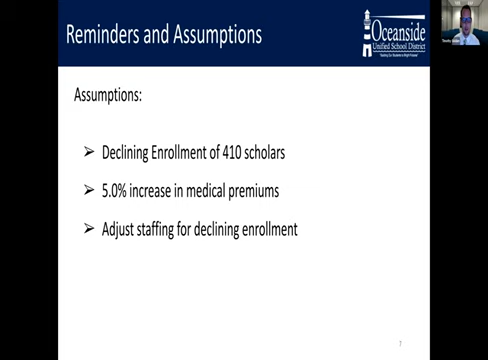 Reminders and Assumptions
Oceanside
Unified School District
Assumptions:
➢ Declining Enrollment of 410 scholars
➢ 5.0% increase in medical premiums
➢ Adjust staffing for declining enrollment
7